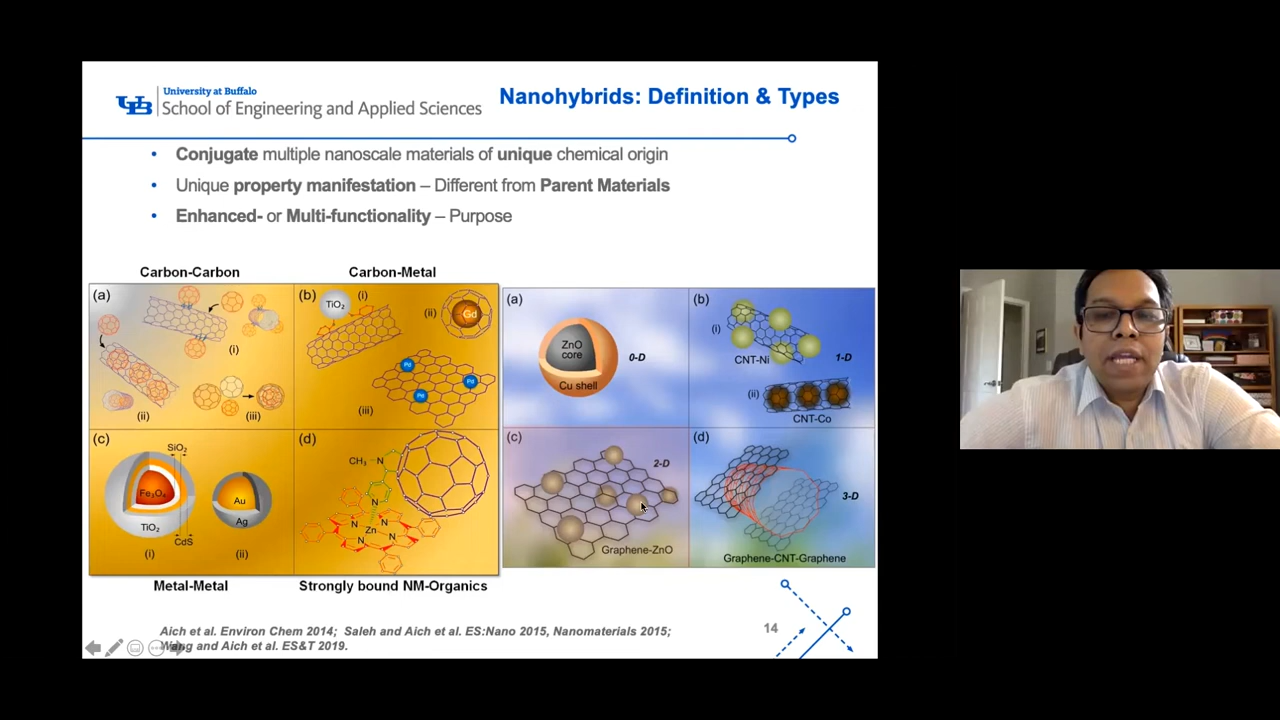 University at Buffalo
UB School of Engineering and Applied Sciences
Nanohybrids: Definition & Types
• Conjugate multiple nanoscale materials of unique chemical origin
• Unique property manifestation – Different from Parent Materials
• Enhanced- or Multi-functionality – Purpose
Carbon-Carbon
Carbon-Metal
(a)
(i)
(ii)
(iii)
(b)
(i)
TiO₂
(ii)
Gd
Pd
Pd
Pd
(iii)
(c)
SiO₂
Fe₃O₄
TiO₂
CdS
(i)
Au
Ag
(ii)
(d)
CH₃
N
N
N
N
Zn
N
N
Metal-Metal
Strongly bound NM-Organics
(a)
ZnO
core
Cu shell
0-D
(b)
(i)
CNT-Ni
1-D
(ii)
CNT-Co
(c)
2-D
Graphene-ZnO
(d)
3-D
Graphene-CNT-Graphene
Aich et al. Environ Chem 2014; Saleh and Aich et al. ES:Nano 2015, Nanomaterials 2015;
Wang and Aich et al. ES&T 2019.
14